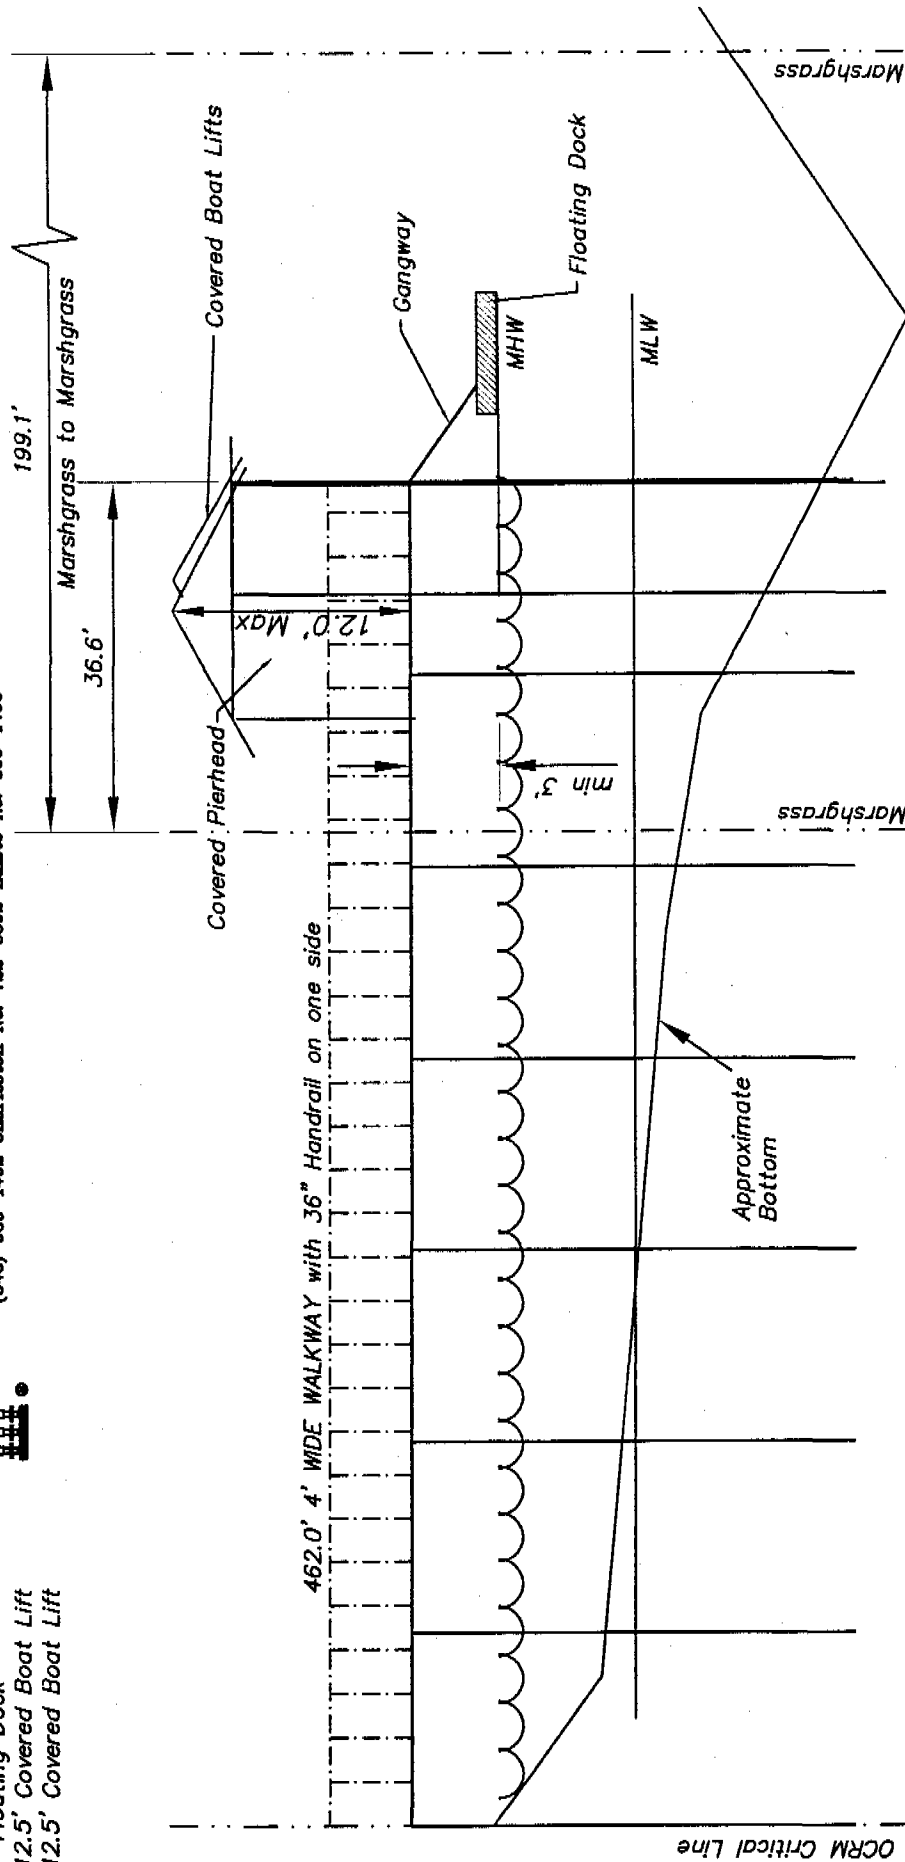 Floating Dock
12.5' Covered Boat Lift
12.5' Covered Boat Lift
199.1'
Marshgrass to Marshgrass
36.6'
Covered Boat Lifts
Covered Pierhead
12.0' Max
Gangway
Floating Dock
462.0' 4' WIDE WALKWAY with 36" Handrail on one side
min 3'
MHW
MLW
Approximate
Bottom
Marshgrass
Marshgrass
OCRM Critical Line